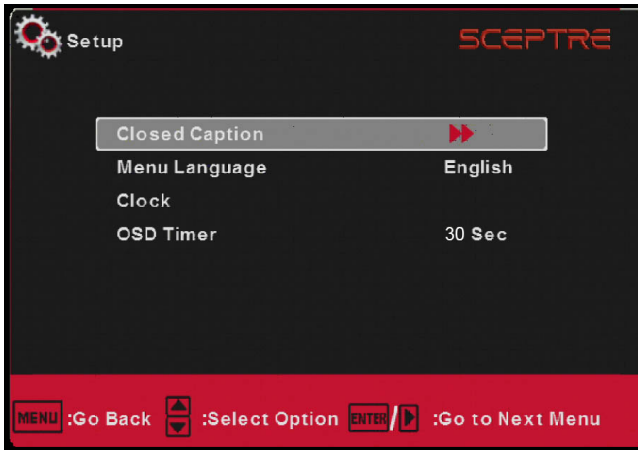 Setup
SCEPTRE
Closed Caption
Menu Language English
Clock
OSD Timer 30 Sec
MENU :Go Back :Select Option ENTER/ :Go to Next Menu